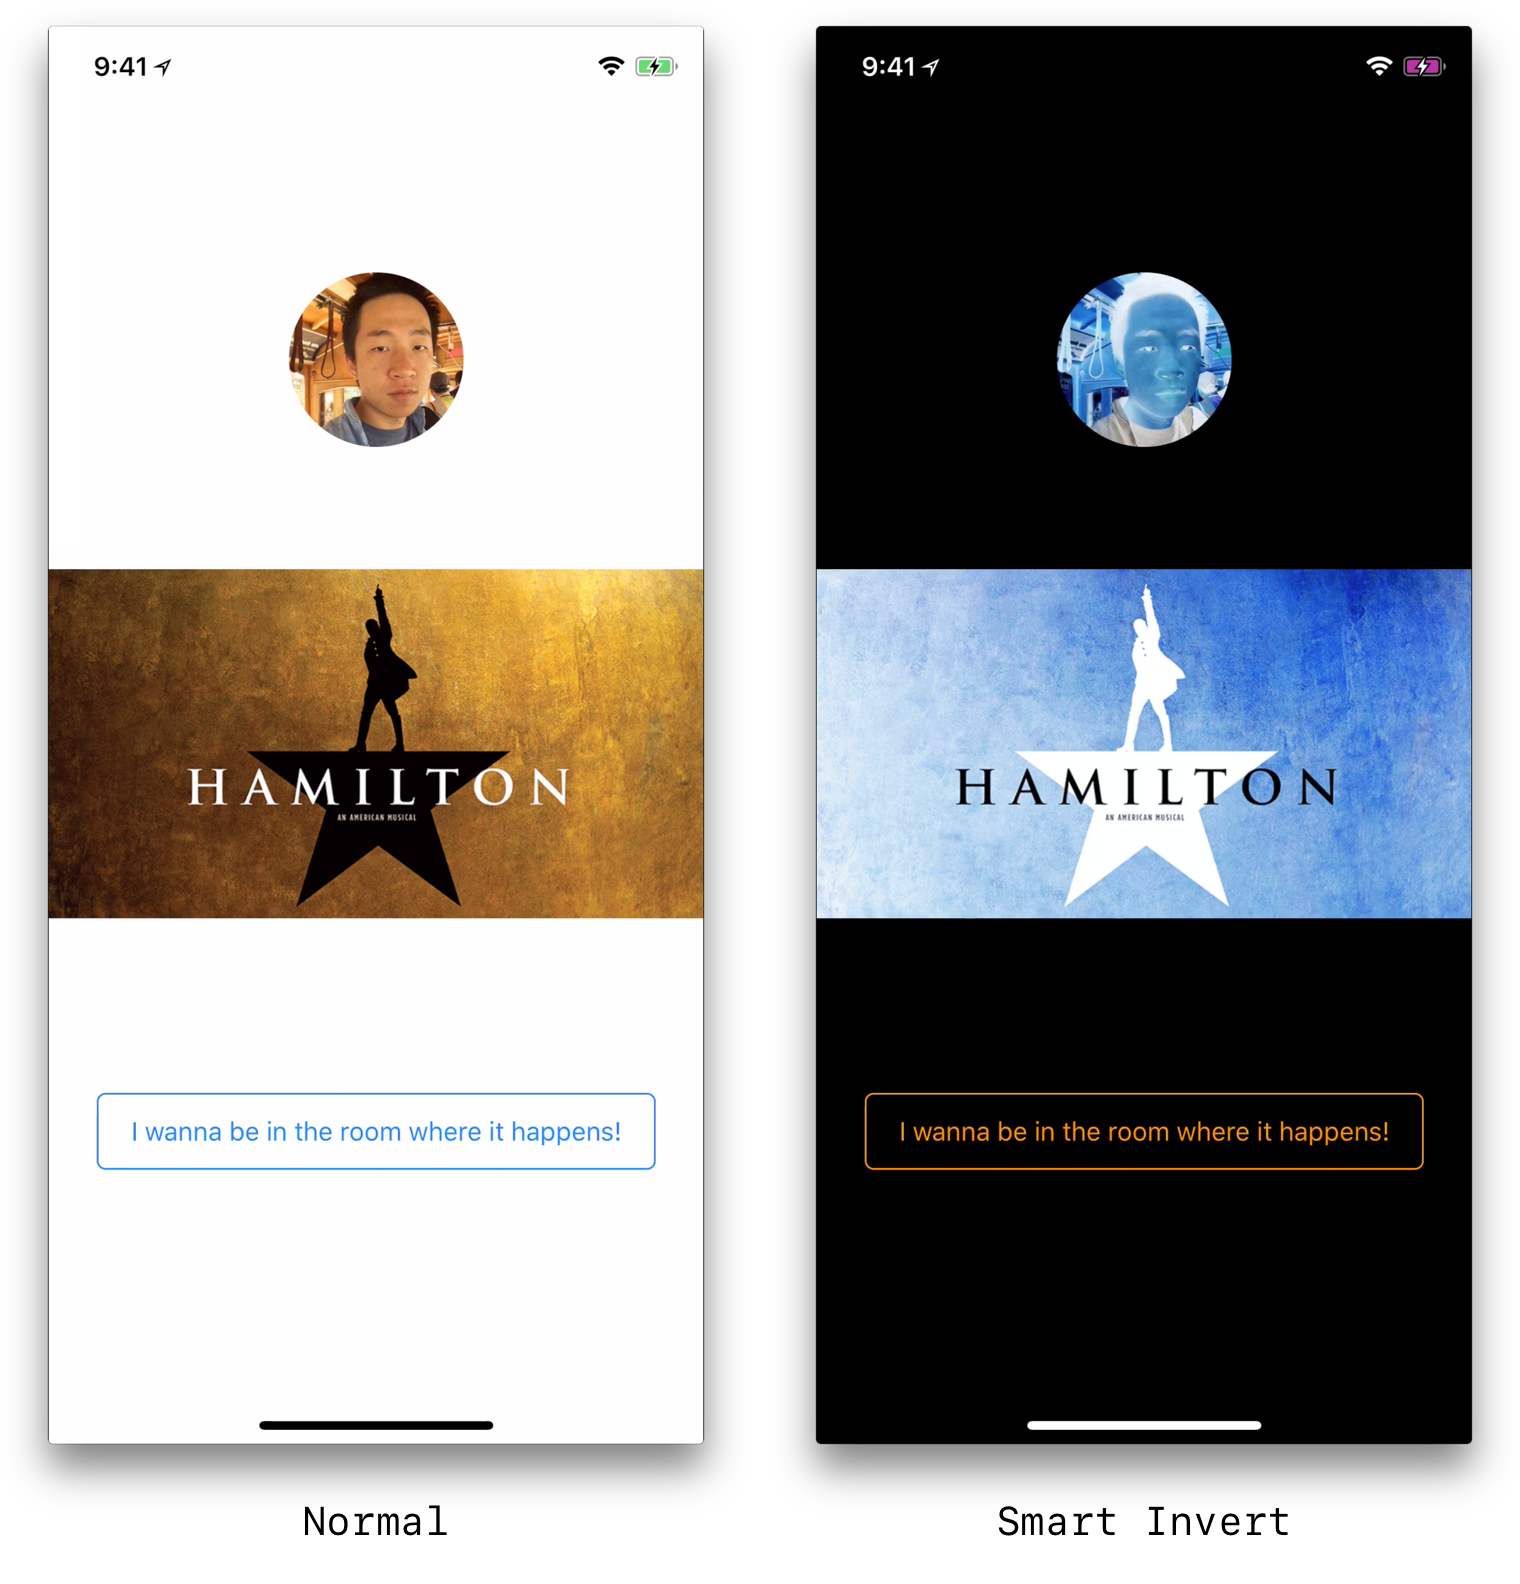 9:41
HAMILTON
AN AMERICAN MUSICAL
I wanna be in the room where it happens!
Normal
9:41
HAMILTON
AN AMERICAN MUSICAL
I wanna be in the room where it happens!
Smart Invert